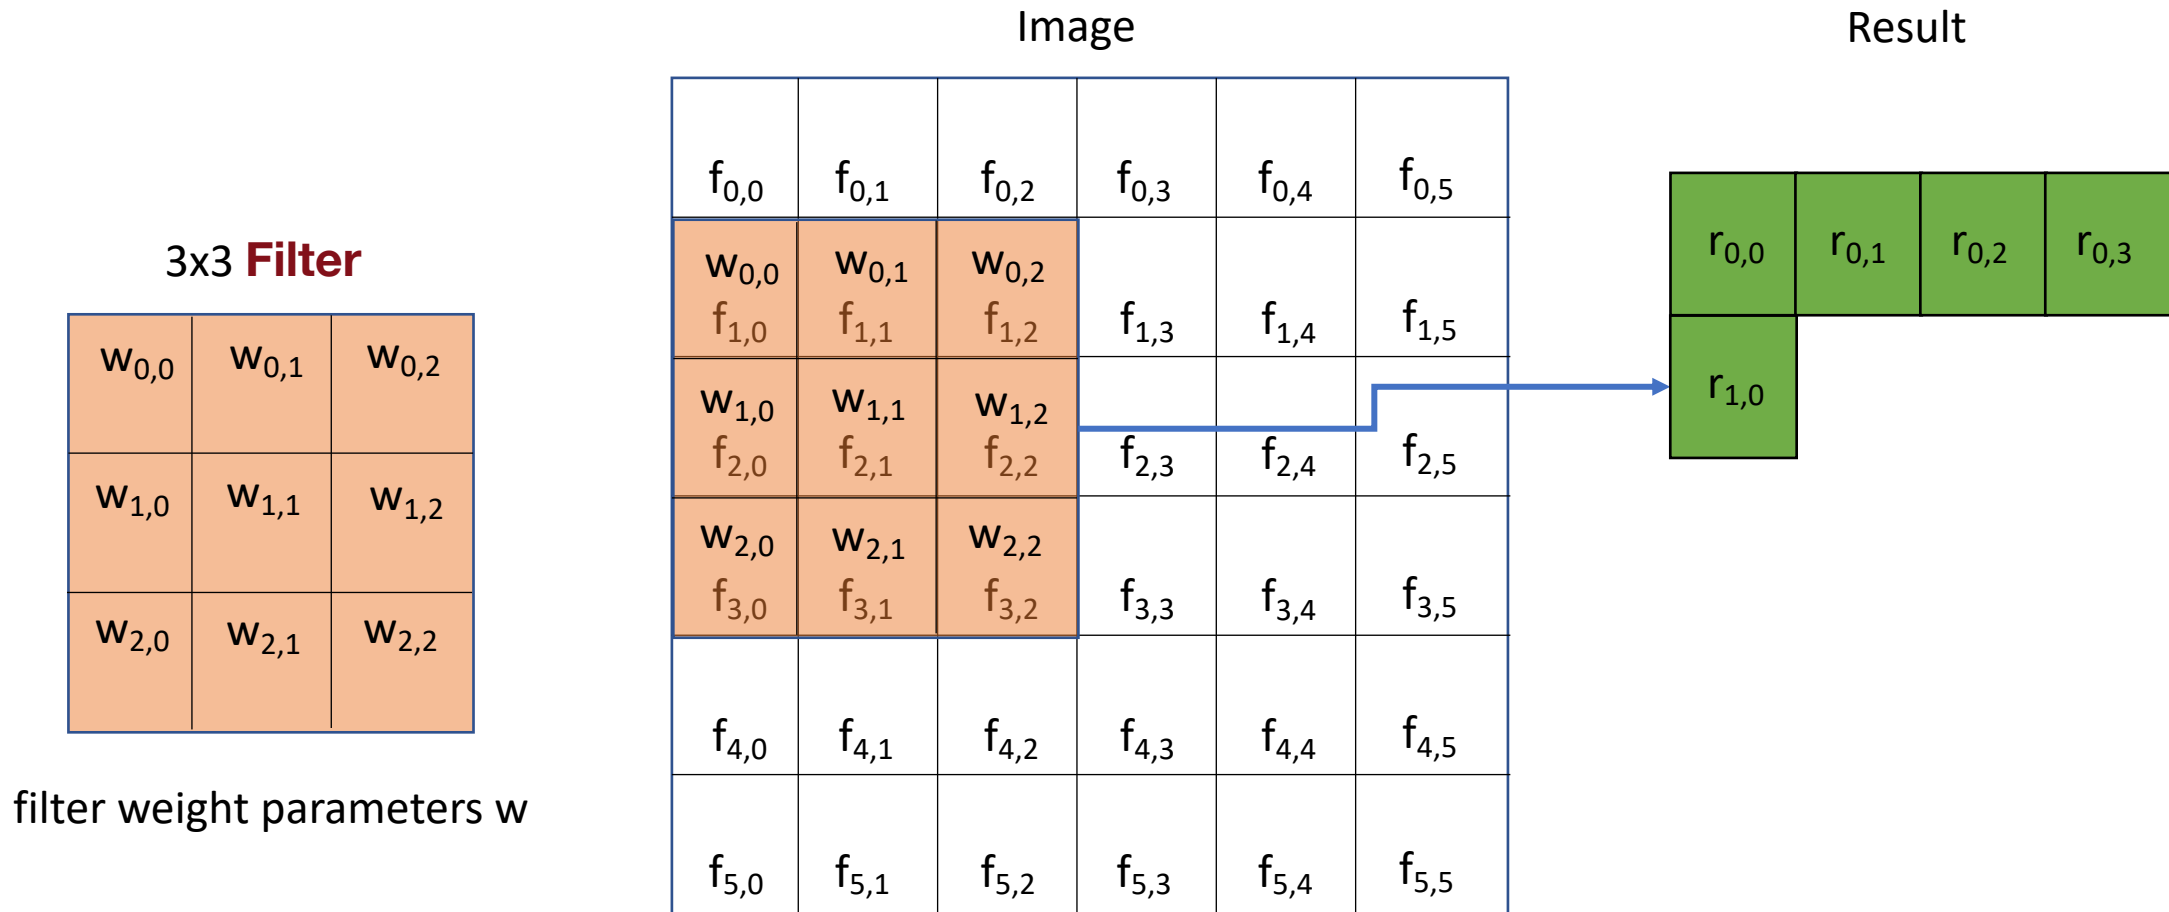 Image
Result
3x3 Filter
w0,0 w0,1 w0,2
w1,0 w1,1 w1,2
w2,0 w2,1 w2,2
filter weight parameters w
f0,0 f0,1 f0,2 f0,3 f0,4 f0,5
w0,0 w0,1 w0,2
f1,0 f1,1 f1,2 f1,3 f1,4 f1,5
w1,0 w1,1 w1,2
f2,0 f2,1 f2,2 f2,3 f2,4 f2,5
w2,0 w2,1 w2,2
f3,0 f3,1 f3,2 f3,3 f3,4 f3,5
f4,0 f4,1 f4,2 f4,3 f4,4 f4,5
f5,0 f5,1 f5,2 f5,3 f5,4 f5,5
r0,0 r0,1 r0,2 r0,3
r1,0